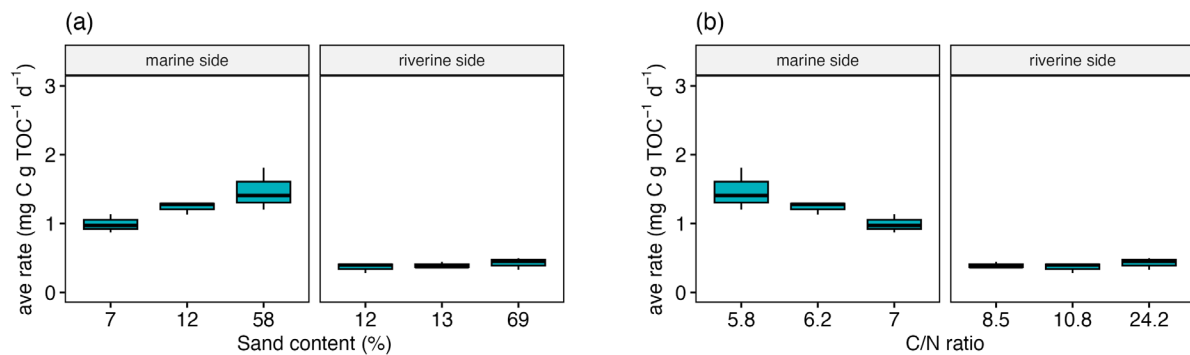 (a)
marine side
riverine side
ave rate (mg C g TOC⁻¹ d⁻¹)
3
2
1
0
7 12 58 12 13 69
Sand content (%)
(b)
marine side
riverine side
ave rate (mg C g TOC⁻¹ d⁻¹)
3
2
1
0
5.8 6.2 7 8.5 10.8 24.2
C/N ratio